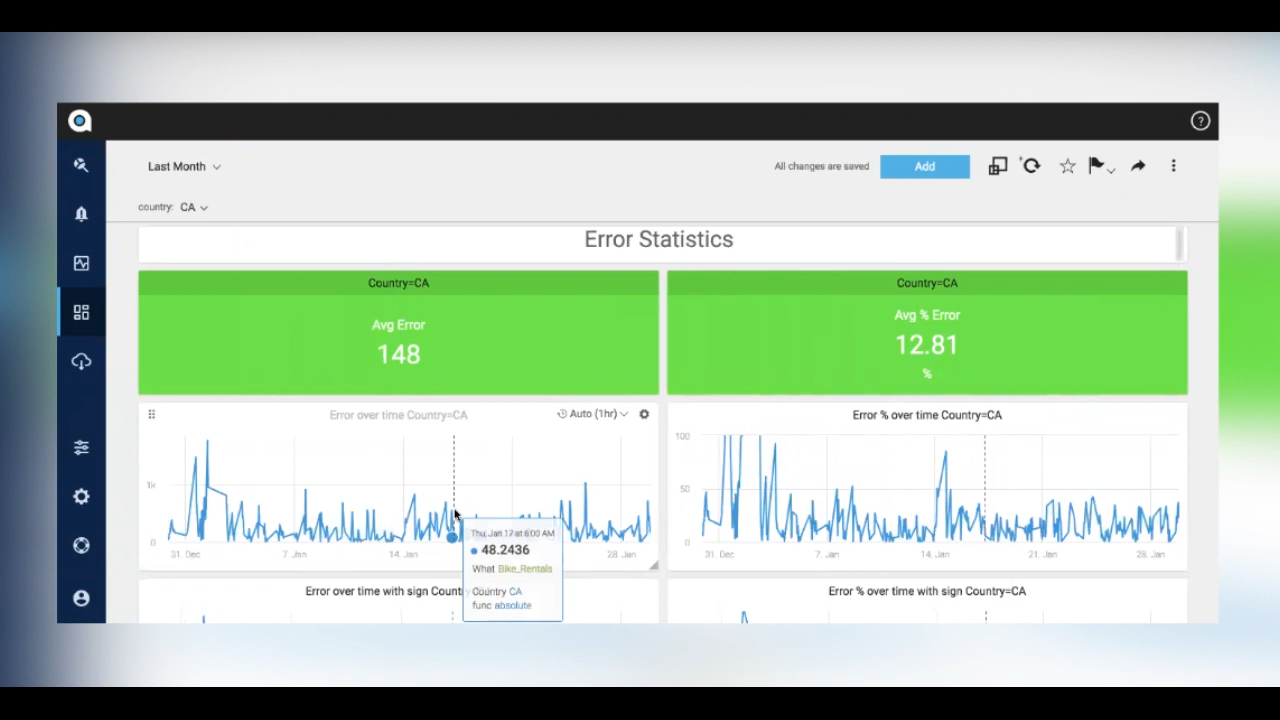 ?
Last Month
All changes are saved
Add
country: CA
Error Statistics
Country=CA
Avg Error
148
Country=CA
Avg % Error
12.81
%
Error over time Country=CA
Auto (1hr)
1k
0
31. Dec
7. Jan
14. Jan
28. Jan
Thu, Jan 17 at 6:00 AM
48.2436
What Bike_Rentals
Country CA
func absolute
Error % over time Country=CA
100
50
0
31. Dec
7. Jan
14. Jan
21. Jan
28. Jan
Error over time with sign Count
Error % over time with sign Country=CA